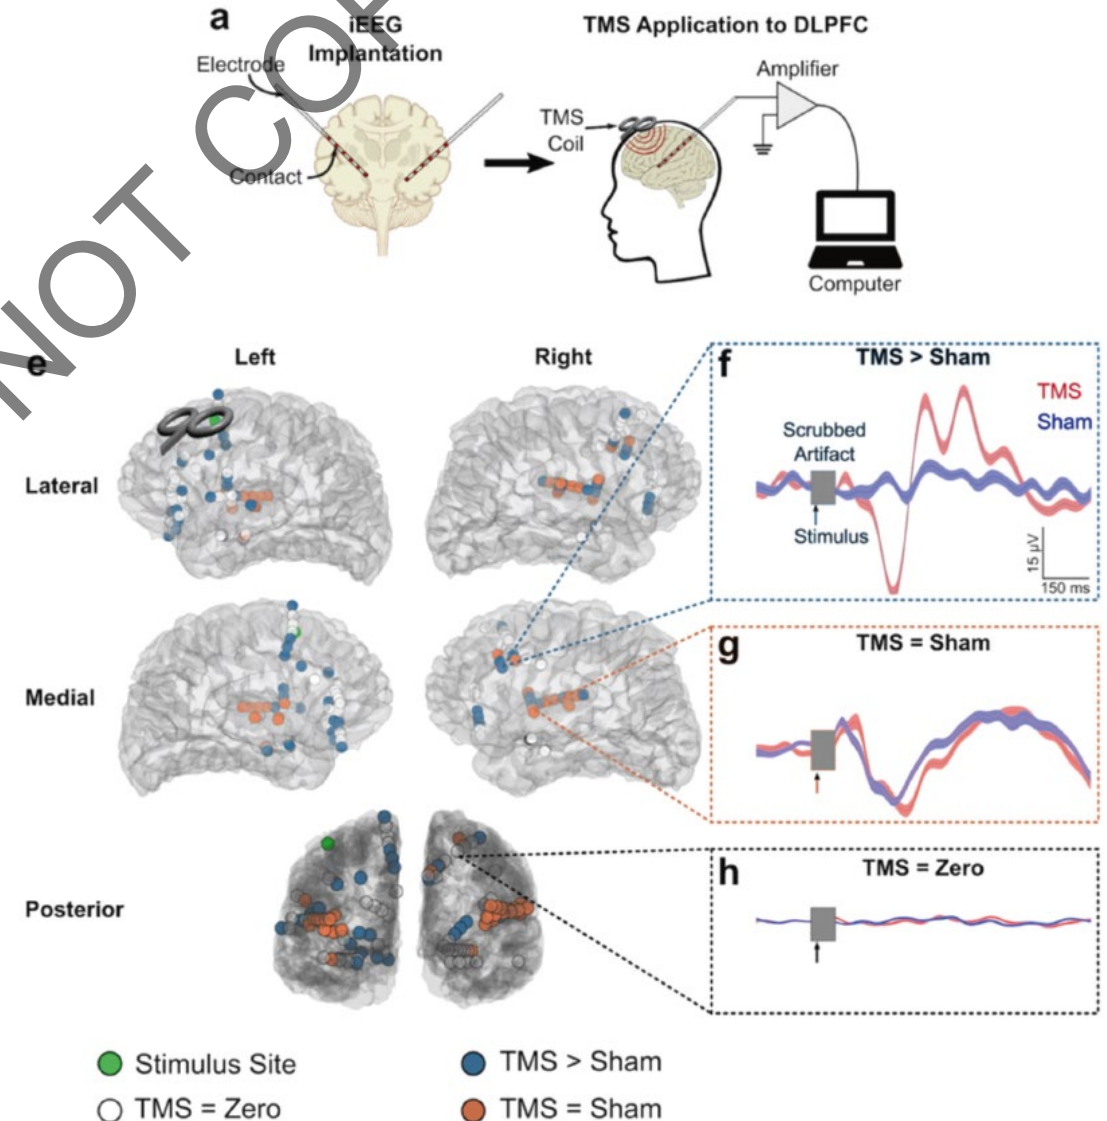 NOT COP
a
iEEG
Implantation
Electrode
Contact
TMS Application to DLPFC
TMS
Coil
Amplifier
Computer
e
Left
Right
Lateral
Medial
Posterior
f
TMS > Sham
TMS
Sham
Scrubbed
Artifact
Stimulus
15 μV
150 ms
g
TMS = Sham
h
TMS = Zero
Stimulus Site
TMS > Sham
TMS = Zero
TMS = Sham